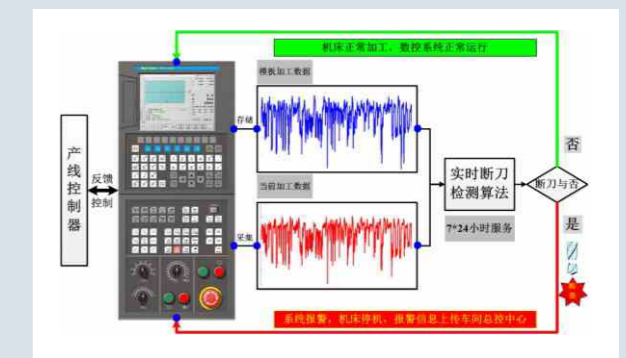 机床正常加工，数控系统正常运行
模板加工数据
存储
产线控制器
反馈
控制
当前加工数据
采集
实时断刀
检测算法
7*24小时服务
断刀与否
否
是
系统报警，机床停机，报警信息上传车间总控中心